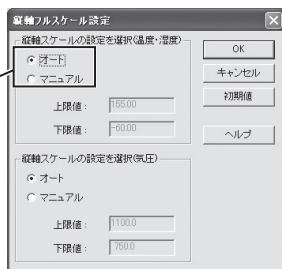 縦軸フルスケール設定
縦軸スケールの設定を選択(温度・湿度)
オート
マニュアル
上限値： 155.00
下限値： -60.00
縦軸スケールの設定を選択(気圧)
オート
マニュアル
上限値： 1100.0
下限値： 750.0
OK
キャンセル
初期値
ヘルプ